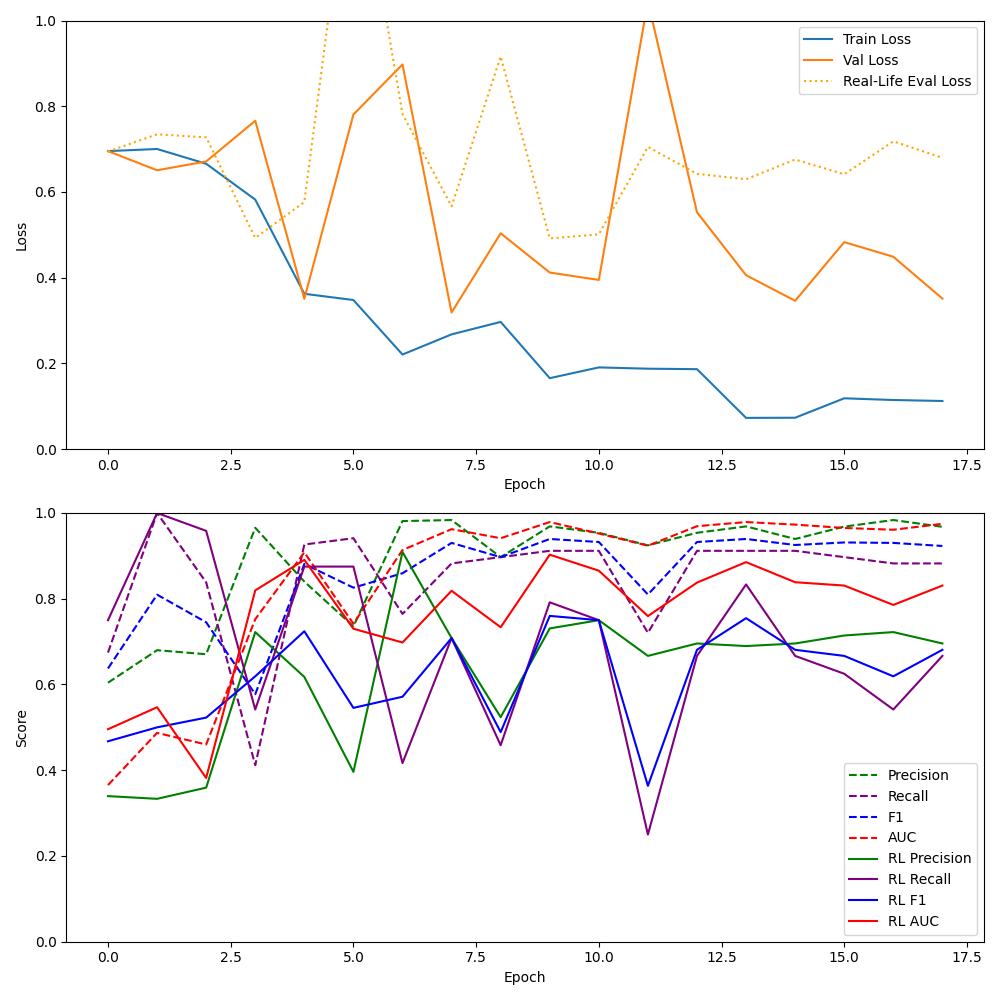 1.0
0.8
0.6
0.4
0.2
0.0
Loss
Train Loss
Val Loss
Real-Life Eval Loss
0.0 2.5 5.0 7.5 10.0 12.5 15.0 17.5
Epoch
1.0
0.8
0.6
0.4
0.2
0.0
Score
Precision
Recall
F1
AUC
RL Precision
RL Recall
RL F1
RL AUC
0.0 2.5 5.0 7.5 10.0 12.5 15.0 17.5
Epoch